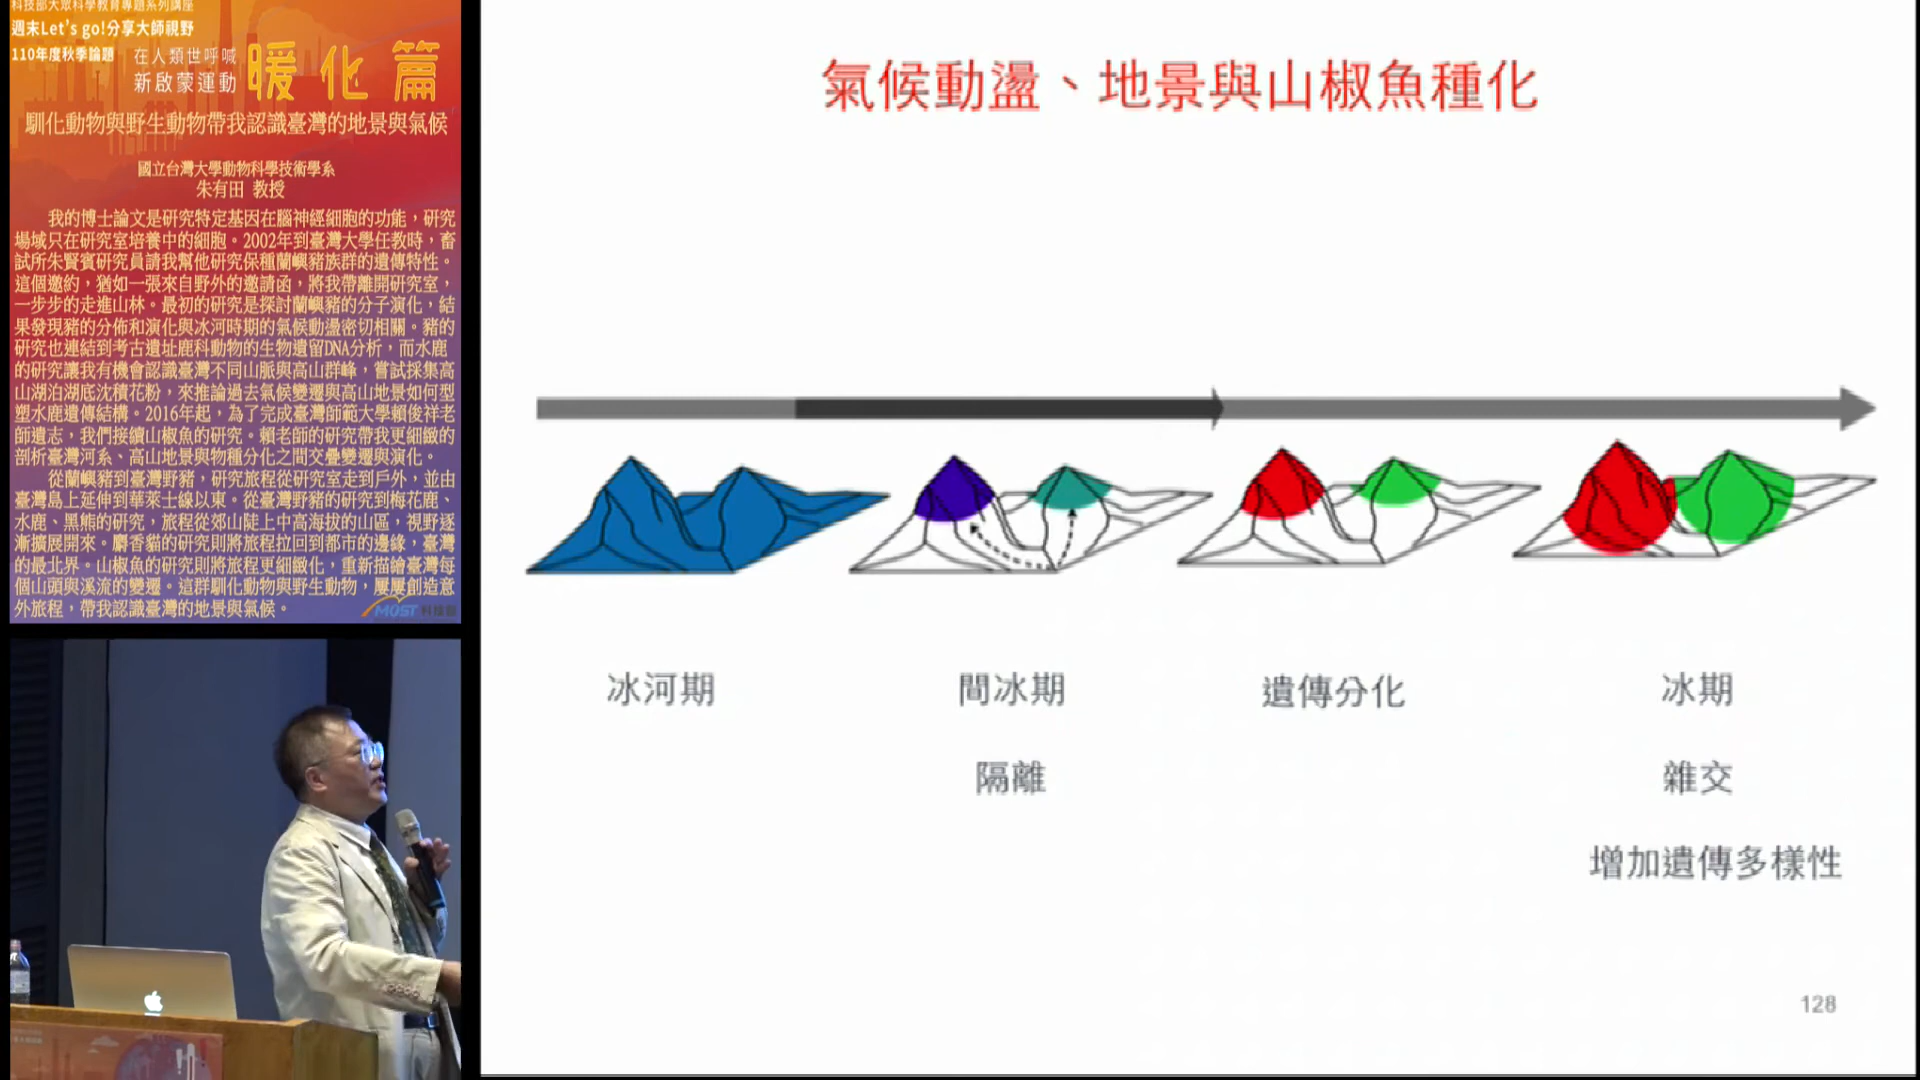 科技部大眾科學教育專題系列講座
週末Let's go!分享大師視野
110年度秋季論題
在人類世呼喊
新啟蒙運動
暖化篇
馴化動物與野生動物帶我認識臺灣的地景與氣候
國立台灣大學動物科學技術學系
朱有田 教授
我的博士論文是研究特定基因在腦神經細胞的功能，研究
場域只在研究室培養中的細胞。2002年到臺灣大學任教時，畜
試所朱賢賓研究員請我幫他研究保種蘭嶼豬族群的遺傳特性。
這個邀約，猶如一張來自野外的邀請函，將我帶離開研究室，
一步步的走進山林。最初的研究是探討蘭嶼豬的分子演化，結
果發現豬的分佈和演化與冰河時期的氣候動盪密切相關。豬的
研究也連結到考古遺址鹿科動物的生物遺留DNA分析，而水鹿
的研究讓我有機會認識臺灣不同山脈與高山群峰，嘗試採集高
山湖泊湖底沈積花粉，來推論過去氣候變遷與高山地景如何型
塑水鹿遺傳結構。2016年起，為了完成臺灣師範大學賴俊祥老
師遺志，我們接續山椒魚的研究。賴老師的研究帶我更細緻的
剖析臺灣河系、高山地景與物種分化之間交疊變遷與演化。
從蘭嶼豬到臺灣野豬，研究旅程從研究室走到戶外，並由
臺灣島上延伸到華萊士線以東。從臺灣野豬的研究到梅花鹿、
水鹿、黑熊的研究，旅程從郊山陡上中高海拔的山區，視野逐
漸擴展開來。麝香貓的研究則將旅程拉回到都市的邊緣，臺灣
的最北界。山椒魚的研究則將旅程更細緻化，重新描繪臺灣每
個山頭與溪流的變遷。這群馴化動物與野生動物，屢屢創造意
外旅程，帶我認識臺灣的地景與氣候。
MOST 科技部
氣候動盪、地景與山椒魚種化
冰河期
間冰期
遺傳分化
冰期
隔離
雜交
增加遺傳多樣性
128